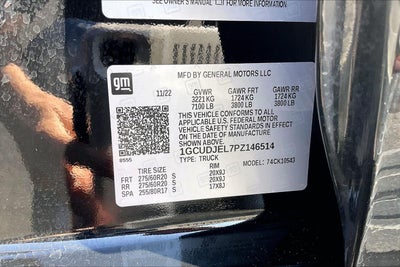 SEE OWNER'S MANUAL FOR MORE INFORMATION
gm
MFD BY GENERAL MOTORS LLC
11/22 GVWR GAWR FRT GAWR RR
3221 KG 1724 KG 1724 KG
7100 LB 3800 LB 3800 LB
THIS VEHICLE CONFORMS TO ALL
APPLICABLE U.S. FEDERAL MOTOR
VEHICLE SAFETY STANDARDS IN EFFECT
ON THE DATE OF MANUFACTURE
1GCUDJEL7PZ146514
TYPE: TRUCK MODEL: 74CK10543
8555
TIRE SIZE RIM
FRT 275/60R20 S 20X9J
RR 275/60R20 S 20X9J
SPA 255/80R17 S 17X8J